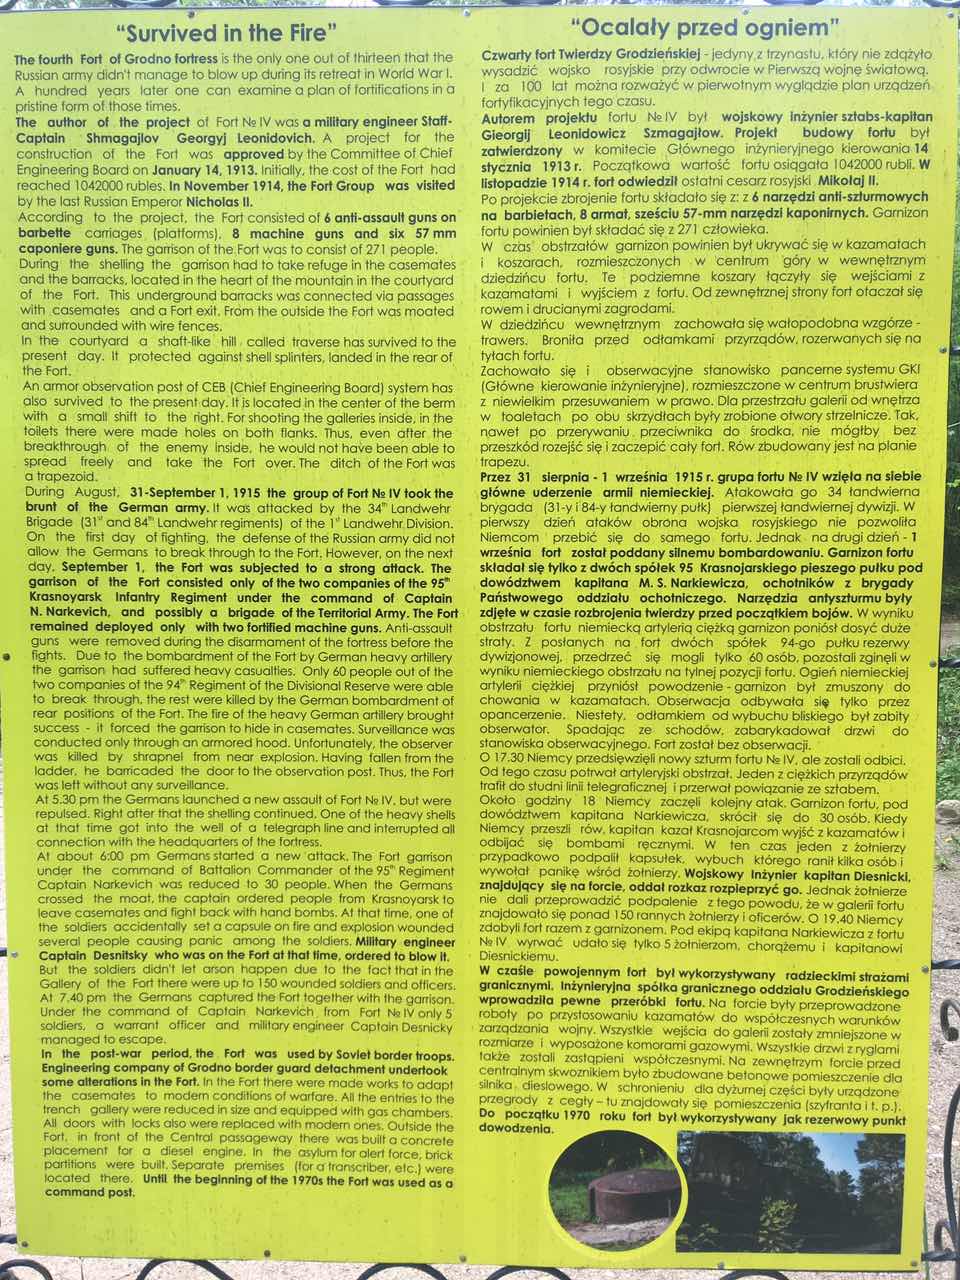 “Survived in the Fire”
The fourth Fort of Grodno fortress is the only one out of thirteen that the
Russian army didn't manage to blow up during its retreat in World War I.
A hundred years later one can examine a plan of fortifications in a
pristine form of those times.
The author of the project of Fort № IV was a military engineer Staff-
Captain Shmagajlov Georgyj Leonidovich. A project for the
construction of the Fort was approved by the Committee of Chief
Engineering Board on January 14, 1913. Initially, the cost of the Fort had
reached 1042000 rubles. In November 1914, the Fort Group was visited
by the last Russian Emperor Nicholas II.
According to the project, the Fort consisted of 6 anti-assault guns on
barbette carriages (platforms), 8 machine guns and six 57 mm
caponiere guns. The garrison of the Fort was to consist of 271 people.
During the shelling the garrison had to take refuge in the casemates
and the barracks, located in the heart of the mountain in the courtyard
of the Fort. This underground barracks was connected via passages
with casemates and a Fort exit. From the outside the Fort was moated
and surrounded with wire fences.
In the courtyard a shaft-like hill called traverse has survived to the
present day. It protected against shell splinters, landed in the rear of
the Fort.
An armor observation post of CEB (Chief Engineering Board) system has
also survived to the present day. It is located in the center of the berm
with a small shift to the right. For shooting the galleries inside, in the
toilets there were made holes on both flanks. Thus, even after the
breakthrough of the enemy inside, he would not have been able to
spread freely and take the Fort over. The ditch of the Fort was
a trapezoid.
During August, 31-September 1, 1915 the group of Fort № IV took the
brunt of the German army. It was attacked by the 34th Landwehr
Brigade (31st and 84th Landwehr regiments) of the 1st Landwehr Division.
On the first day of fighting, the defense of the Russian army did not
allow the Germans to break through to the Fort. However, on the next
day, September 1, the Fort was subjected to a strong attack. The
garrison of the Fort consisted only of the two companies of the 95th
Krasnoyarsk Infantry Regiment under the command of Captain
N. Narkevich, and possibly a brigade of the Territorial Army. The Fort
remained deployed only with two fortified machine guns. Anti-assault
guns were removed during the disarmament of the fortress before the
fights. Due to the bombardment of the Fort by German heavy artillery
the garrison had suffered heavy casualties. Only 60 people out of the
two companies of the 94th Regiment of the Divisional Reserve were able
to break through, the rest were killed by the German bombardment of
rear positions of the Fort. The fire of the heavy German artillery brought
success - it forced the garrison to hide in casemates. Surveillance was
conducted only through an armored hood. Unfortunately, the observer
was killed by shrapnel from near explosion. Having fallen from the
ladder, he barricaded the door to the observation post. Thus, the Fort
was left without any surveillance.
At 5.30 pm the Germans launched a new assault of Fort № IV, but were
repulsed. Right after that the shelling continued. One of the heavy shells
at that time got into the well of a telegraph line and interrupted all
connection with the headquarters of the fortress.
At about 6:00 pm Germans started a new attack. The Fort garrison
under the command of Battalion Commander of the 95th Regiment
Captain Narkevich was reduced to 30 people. When the Germans
crossed the moat, the captain ordered people from Krasnoyarsk to
leave casemates and fight back with hand bombs. At that time, one of
the soldiers accidentally set a capsule on fire and explosion wounded
several people causing panic among the soldiers. Military engineer
Captain Desnitsky who was on the Fort at that time, ordered to blow it.
But the soldiers didn't let arson happen due to the fact that in the
Gallery of the Fort there were up to 150 wounded soldiers and officers.
At 7.40 pm the Germans captured the Fort together with the garrison.
Under the command of Captain Narkevich from Fort № IV only 5
soldiers, a warrant officer and military engineer Captain Desnicky
managed to escape.
In the post-war period, the Fort was used by Soviet border troops.
Engineering company of Grodno border guard detachment undertook
some alterations in the Fort. In the Fort there were made works to adapt
the casemates to modern conditions of warfare. All the entries to the
trench gallery were reduced in size and equipped with gas chambers.
All doors with locks also were replaced with modern ones. Outside the
Fort, in front of the Central passageway there was built a concrete
placement for a diesel engine. In the asylum for alert force, brick
partitions were built. Separate premises (for a transcriber, etc.) were
located there. Until the beginning of the 1970s the Fort was used as a
command post.
“Ocalały przed ogniem”
Czwarty fort Twierdzy Grodzieńskiej - jedyny z trzynastu, który nie zdążyło
wysadzić wojsko rosyjskie przy odwrocie w Pierwszą wojnę światową.
I za 100 lat można rozważyć w pierwotnym wyglądzie plan urządzeń
fortyfikacyjnych tego czasu.
Autorem projektu fortu № IV był wojskowy inżynier sztabs-kapitan
Gieorgij Leonidowicz Szmagajłow. Projekt budowy fortu był
zatwierdzony w komitecie Głównego inżynieryjnego kierowania 14
stycznia 1913 r. Początkowa wartość fortu osiągała 1042000 rubli. W
listopadzie 1914 r. fort odwiedził ostatni cesarz rosyjski Mikołaj II.
Po projekcie zbrojenie fortu składało się z: z 6 narzędzi anti-szturmowych
na barbietach, 8 armat, sześciu 57-mm narzędzi kaponirnych. Garnizon
fortu powinien był składać się z 271 człowieka.
W czas obstrzałów garnizon powinien był ukrywać się w kazamatach
i koszarach, rozmieszczonych w centrum góry w wewnętrznym
dziedzińcu fortu. Te podziemne koszary łączyły się wejściami z
kazamatami i wyjściem z fortu. Od zewnętrznej strony fort otaczał się
rowem i drucianymi zagrodami.
W dziedzińcu wewnętrznym zachowała się wałopodobna wzgórze -
trawers. Broniła przed odłamkami przyrządów, rozerwanych się na
tyłach fortu.
Zachowało się i obserwacyjne stanowisko pancerne systemu GKI
(Główne kierowanie inżynieryjne), rozmieszczone w centrum brustwiera
z niewielkim przesuwaniem w prawo. Dla przestrzału galerii od wnętrza
w toaletach po obu skrzydłach były zrobione otwory strzelnicze. Tak,
nawet po przerywaniu przeciwnika do środka, nie mógłby bez
przeszkód rozejść się i zaczepić cały fort. Rów zbudowany jest na planie
trapezu.
Przez 31 sierpnia - 1 września 1915 r. grupa fortu № IV wzięła na siebie
główne uderzenie armii niemieckiej. Atakowała go 34 landwierna
brygada (31-y i 84-y landwierny pułk) pierwszej landwiernej dywizji. W
pierwszy dzień ataków obrona wojska rosyjskiego nie pozwoliła
Niemcom przebić się do samego fortu. Jednak na drugi dzień - 1
września fort został poddany silnemu bombardowaniu. Garnizon fortu
składał się tylko z dwóch spółek 95 Krasnojarskiego pieszego pułku pod
dowództwem kapitana M. S. Narkiewicza, ochotników z brygady
Państwowego oddziału ochotniczego. Narzędzia antyszturmu były
zdjęte w czasie rozbrojenia twierdzy przed początkiem bojów. W wyniku
obstrzału fortu niemiecką artylerią ciężką garnizon poniósł dosyć duże
straty. Z posłanych na fort dwóch spółek 94-go pułku rezerwy
dywizjonowej, przedrzeć się mogli tylko 60 osób, pozostali zginęli w
wyniku niemieckiego obstrzału na tylnej pozycji fortu. Ogień niemieckiej
artylerii ciężkiej przyniósł powodzenie - garnizon był zmuszony do
chowania w kazamatach. Obserwacja odbywała się tylko przez
opancerzenie. Niestety, odłamkiem od wybuchu bliskiego był zabity
obserwator. Spadając ze schodów, zabarykadował drzwi do
stanowiska obserwacyjnego. Fort został bez obserwacji.
O 17.30 Niemcy przedsięwzięli nowy szturm fortu № IV, ale zostali odbici.
Od tego czasu potrwał artyleryjski obstrzał. Jeden z ciężkich przyrządów
trafił do studni linii telegraficznej i przerwał powiązanie ze sztabem.
Około godziny 18 Niemcy zaczęli kolejny atak. Garnizon fortu, pod
dowództwem kapitana Narkiewicza, skrócił się do 30 osób. Kiedy
Niemcy przeszli rów, kapitan kazał Krasnojarcom wyjść z kazamatów i
odbijać się bombami ręcznymi. W ten czas jeden z żołnierzy
przypadkowo podpalił kapsułek, wybuch którego ranił kilka osób i
wywołał panikę wśród żołnierzy. Wojskowy Inżynier kapitan Diesnicki,
znajdujący się na forcie, oddał rozkaz rozpieprzyć go. Jednak żołnierze
nie dali przeprowadzić podpalenie z tego powodu, że w galerii fortu
znajdowało się ponad 150 rannych żołnierzy i oficerów. O 19.40 Niemcy
zdobyli fort razem z garnizonem. Pod ekipą kapitana Narkiewicza z fortu
№ IV wyrwać udało się tylko 5 żołnierzom, chorążemu i kapitanowi
Diesnickiemu.
W czasie powojennym fort był wykorzystywany radzieckimi strażami
granicznymi. Inżynieryjna spółka granicznego oddziału Grodzieńskiego
wprowadziła pewne przeróbki fortu. Na forcie były przeprowadzone
roboty po przystosowaniu kazamatów do współczesnych warunków
zarządzania wojny. Wszystkie wejścia do galerii zostały zmniejszone w
rozmiarze i wyposażone komorami gazowymi. Wszystkie drzwi z ryglami
także zostali zastąpieni współczesnymi. Na zewnętrznym forcie przed
centralnym skwoznikiem było zbudowane betonowe pomieszczenie dla
silnika dieslowego. W schronieniu dla dyżurnej części były urządzone
przegrody z cegły – tu znajdowały się pomieszczenia (szyfranta i t. p.).
Do początku 1970 roku fort był wykorzystywany jak rezerwowy punkt
dowodzenia.